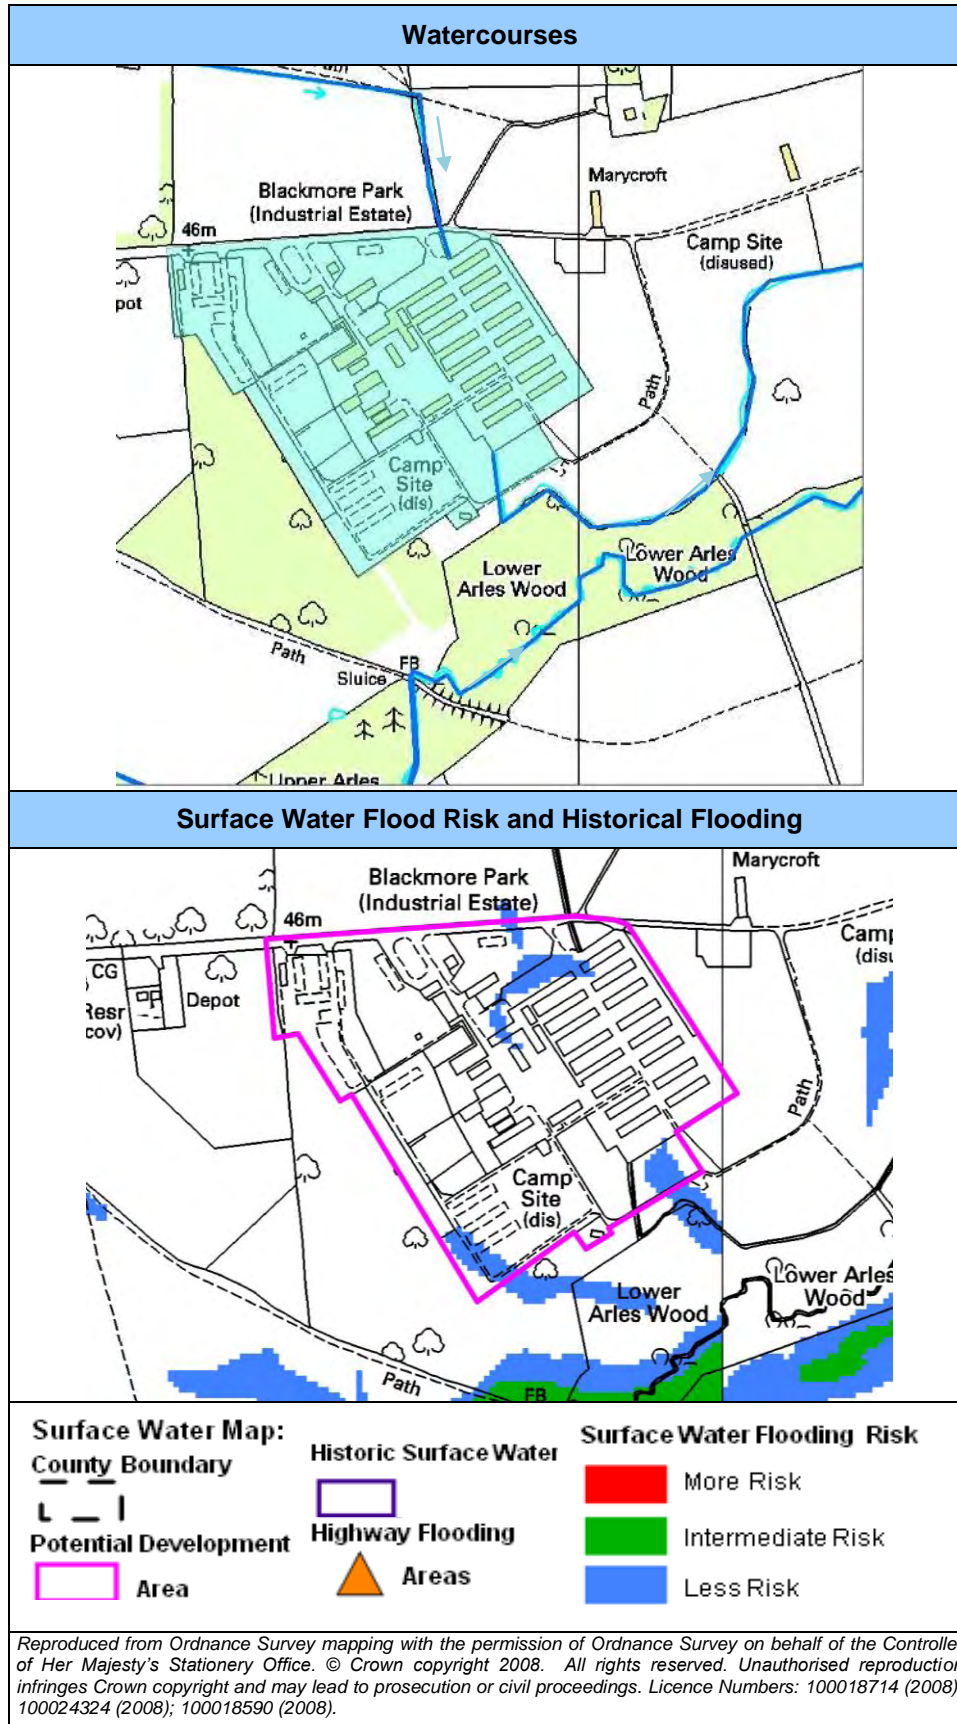 Watercourses
Blackmore Park
(Industrial Estate)
46m
Marycroft
Camp Site
(disused)
pot
Path
Camp
Site
(dis)
Lower
Arles Wood
Lower Arles
Wood
Path
FB
Sluice
Upper Arles
Surface Water Flood Risk and Historical Flooding
Blackmore Park
(Industrial Estate)
Marycroft
46m
Camp
(disu
CG
Resr
cov)
Depot
Path
Camp
Site
(dis)
Lower
Arles Wood
Lower Arles
Wood
Path
FB
Surface Water Map:
County Boundary
Potential Development
Area
Historic Surface Water
Highway Flooding
Areas
Surface Water Flooding Risk
More Risk
Intermediate Risk
Less Risk
Reproduced from Ordnance Survey mapping with the permission of Ordnance Survey on behalf of the Controlle
of Her Majesty's Stationery Office. © Crown copyright 2008. All rights reserved. Unauthorised reproduction
infringes Crown copyright and may lead to prosecution or civil proceedings. Licence Numbers: 100018714 (2008)
100024324 (2008); 100018590 (2008).